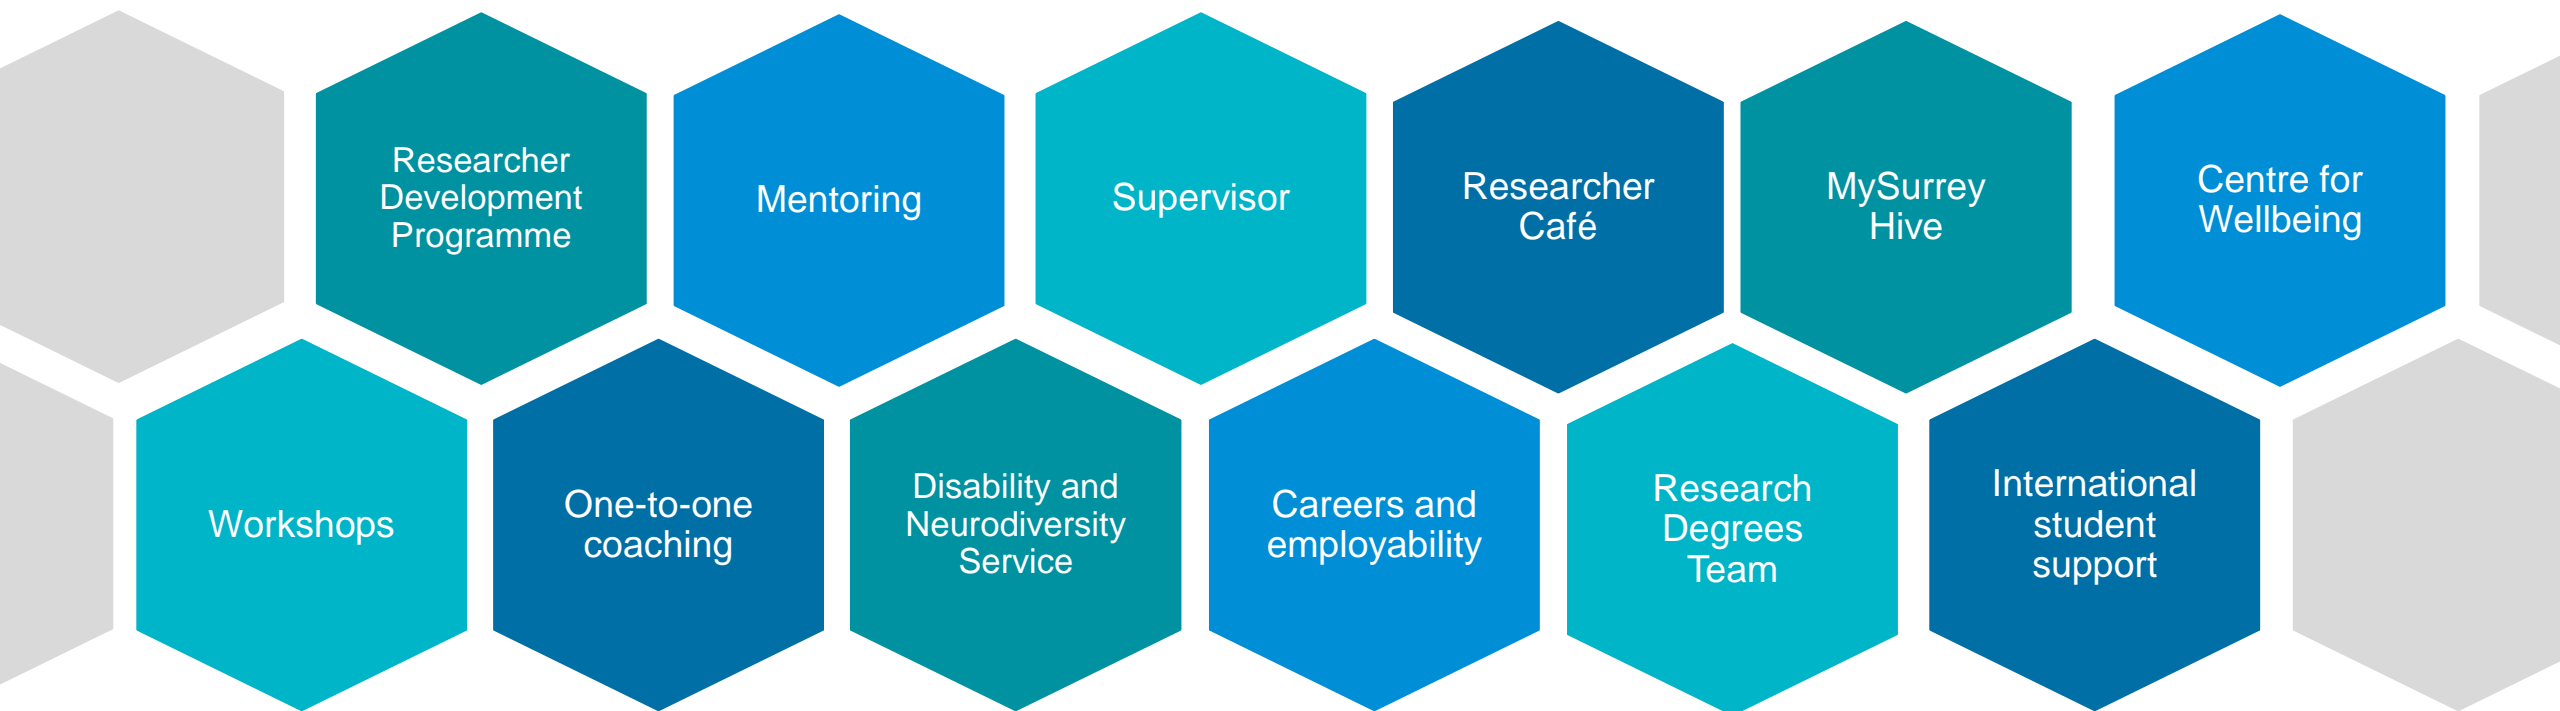 Researcher
Development
Programme
Mentoring
Supervisor
Researcher
Café
MySurrey
Hive
Centre for
Wellbeing
Workshops
One-to-one
coaching
Disability and
Neurodiversity
Service
Careers and
employability
Research
Degrees
Team
International
student
support